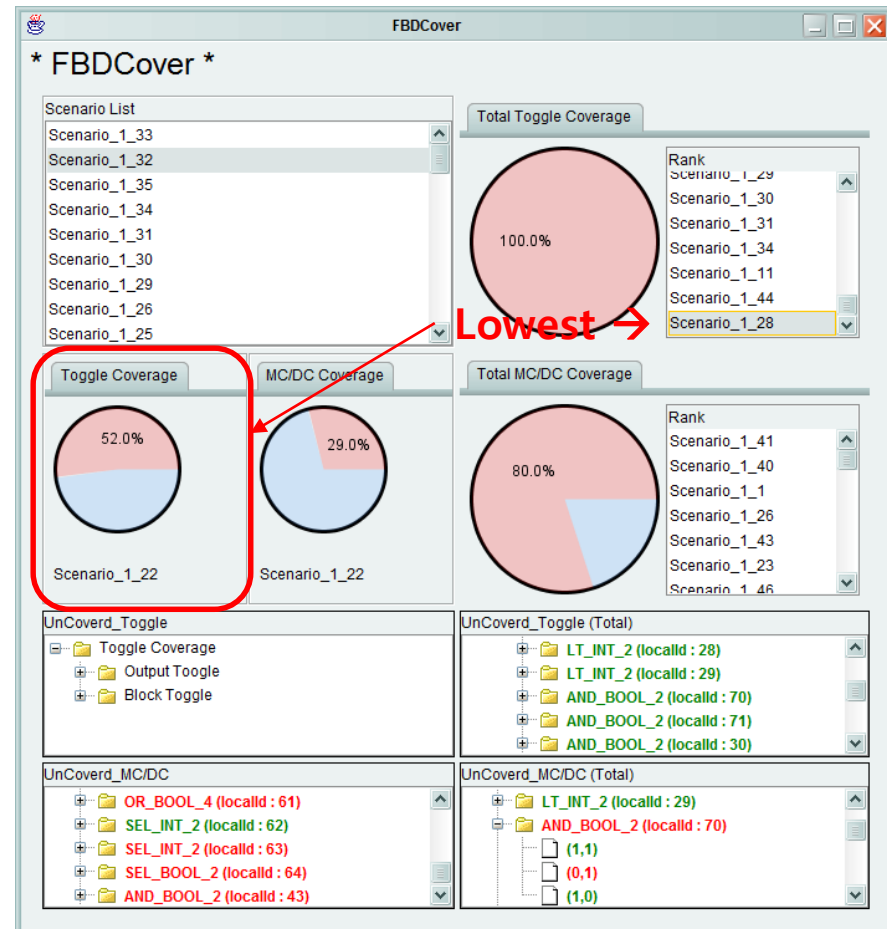 FBDCover
* FBDCover *
Scenario List
Scenario_1_33
Scenario_1_32
Scenario_1_35
Scenario_1_34
Scenario_1_31
Scenario_1_30
Scenario_1_29
Scenario_1_26
Scenario_1_25
Total Toggle Coverage
100.0%
Rank
Scenario_1_29
Scenario_1_30
Scenario_1_31
Scenario_1_34
Scenario_1_11
Scenario_1_44
Scenario_1_28
Lowest →
Toggle Coverage
52.0%
Scenario_1_22
MC/DC Coverage
29.0%
Scenario_1_22
Total MC/DC Coverage
80.0%
Rank
Scenario_1_41
Scenario_1_40
Scenario_1_1
Scenario_1_26
Scenario_1_43
Scenario_1_23
Scenario_1_46
UnCoverd_Toggle
Toggle Coverage
Output Toogle
Block Toggle
UnCoverd_Toggle (Total)
LT_INT_2 (localId : 28)
LT_INT_2 (localId : 29)
AND_BOOL_2 (localId : 70)
AND_BOOL_2 (localId : 71)
AND_BOOL_2 (localId : 30)
UnCoverd_MC/DC
OR_BOOL_4 (localId : 61)
SEL_INT_2 (localId : 62)
SEL_INT_2 (localId : 63)
SEL_BOOL_2 (localId : 64)
AND_BOOL_2 (localId : 43)
UnCoverd_MC/DC (Total)
LT_INT_2 (localId : 29)
AND_BOOL_2 (localId : 70)
(1,1)
(0,1)
(1,0)